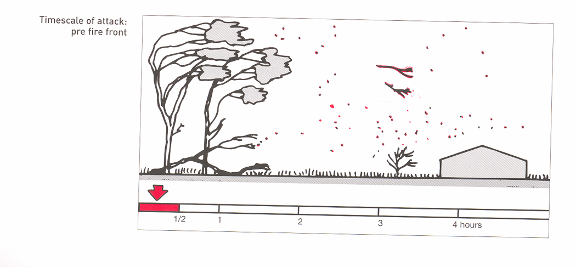 Timescale of attack:
pre fire front
1/2 1 2 3 4 hours